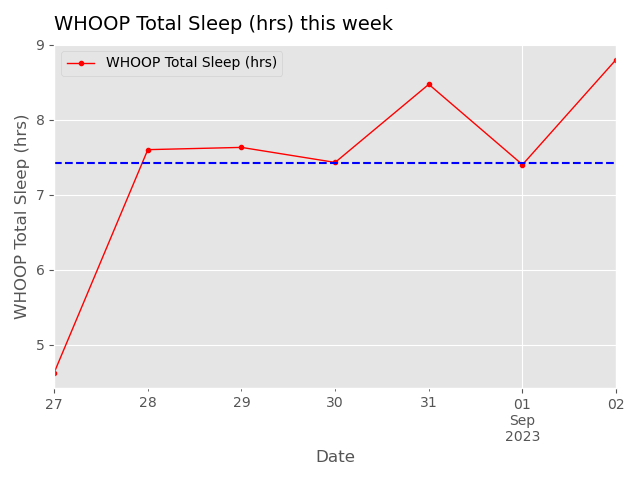 WHOOP Total Sleep (hrs) this week
WHOOP Total Sleep (hrs)
WHOOP Total Sleep (hrs)
9
8
7
6
5
27 28 29 30 31 01 02
Sep
2023
Date